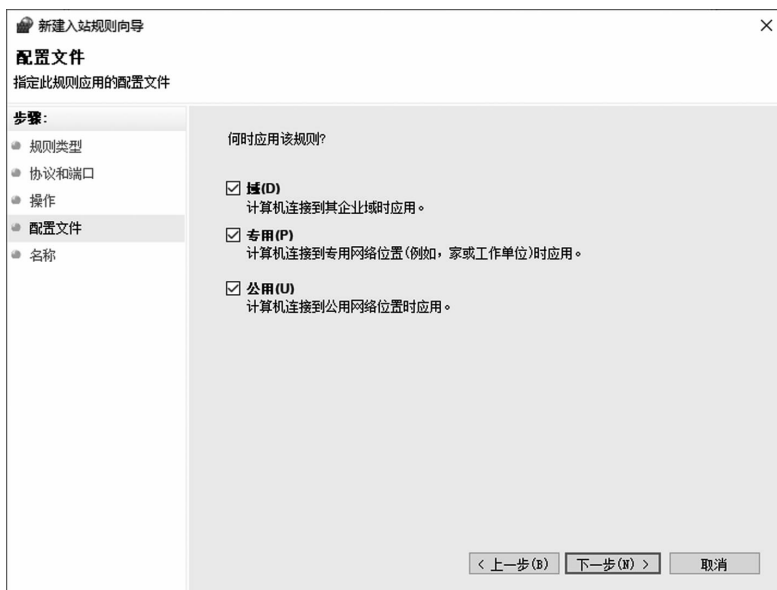 新建入站规则向导
配置文件
指定此规则应用的配置文件
步骤:
规则类型
协议和端口
操作
配置文件
名称
何时应用该规则?
域(D)
计算机连接到其企业域时应用。
专用(P)
计算机连接到专用网络位置(例如，家或工作单位)时应用。
公用(U)
计算机连接到公用网络位置时应用。
< 上一步(B) 下一步(N) > 取消